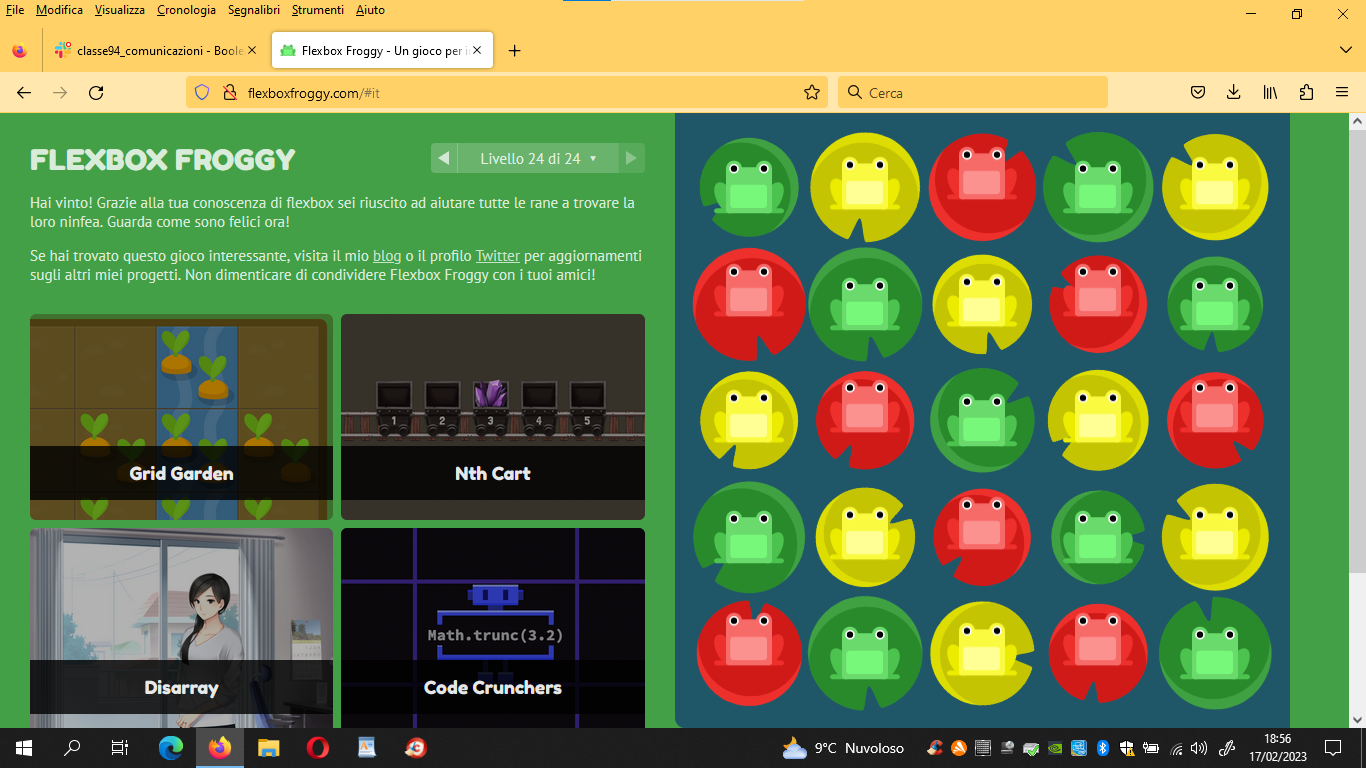 File Modifica Visualizza Cronologia Segnalibri Strumenti Aiuto
classe94_comunicazioni - Boole
Flexbox Froggy - Un gioco per i
flexboxfroggy.com/#it
Cerca
FLEXBOX FROGGY
Livello 24 di 24
Hai vinto! Grazie alla tua conoscenza di flexbox sei riuscito ad aiutare tutte le rane a trovare la
loro ninfea. Guarda come sono felici ora!
Se hai trovato questo gioco interessante, visita il mio blog o il profilo Twitter per aggiornamenti
sugli altri miei progetti. Non dimenticare di condividere Flexbox Froggy con i tuoi amici!
Grid Garden
1 2 3 4 5
Nth Cart
Disarray
Math.trunc(3.2)
Code Crunchers
9°C Nuvoloso
18:56
17/02/2023